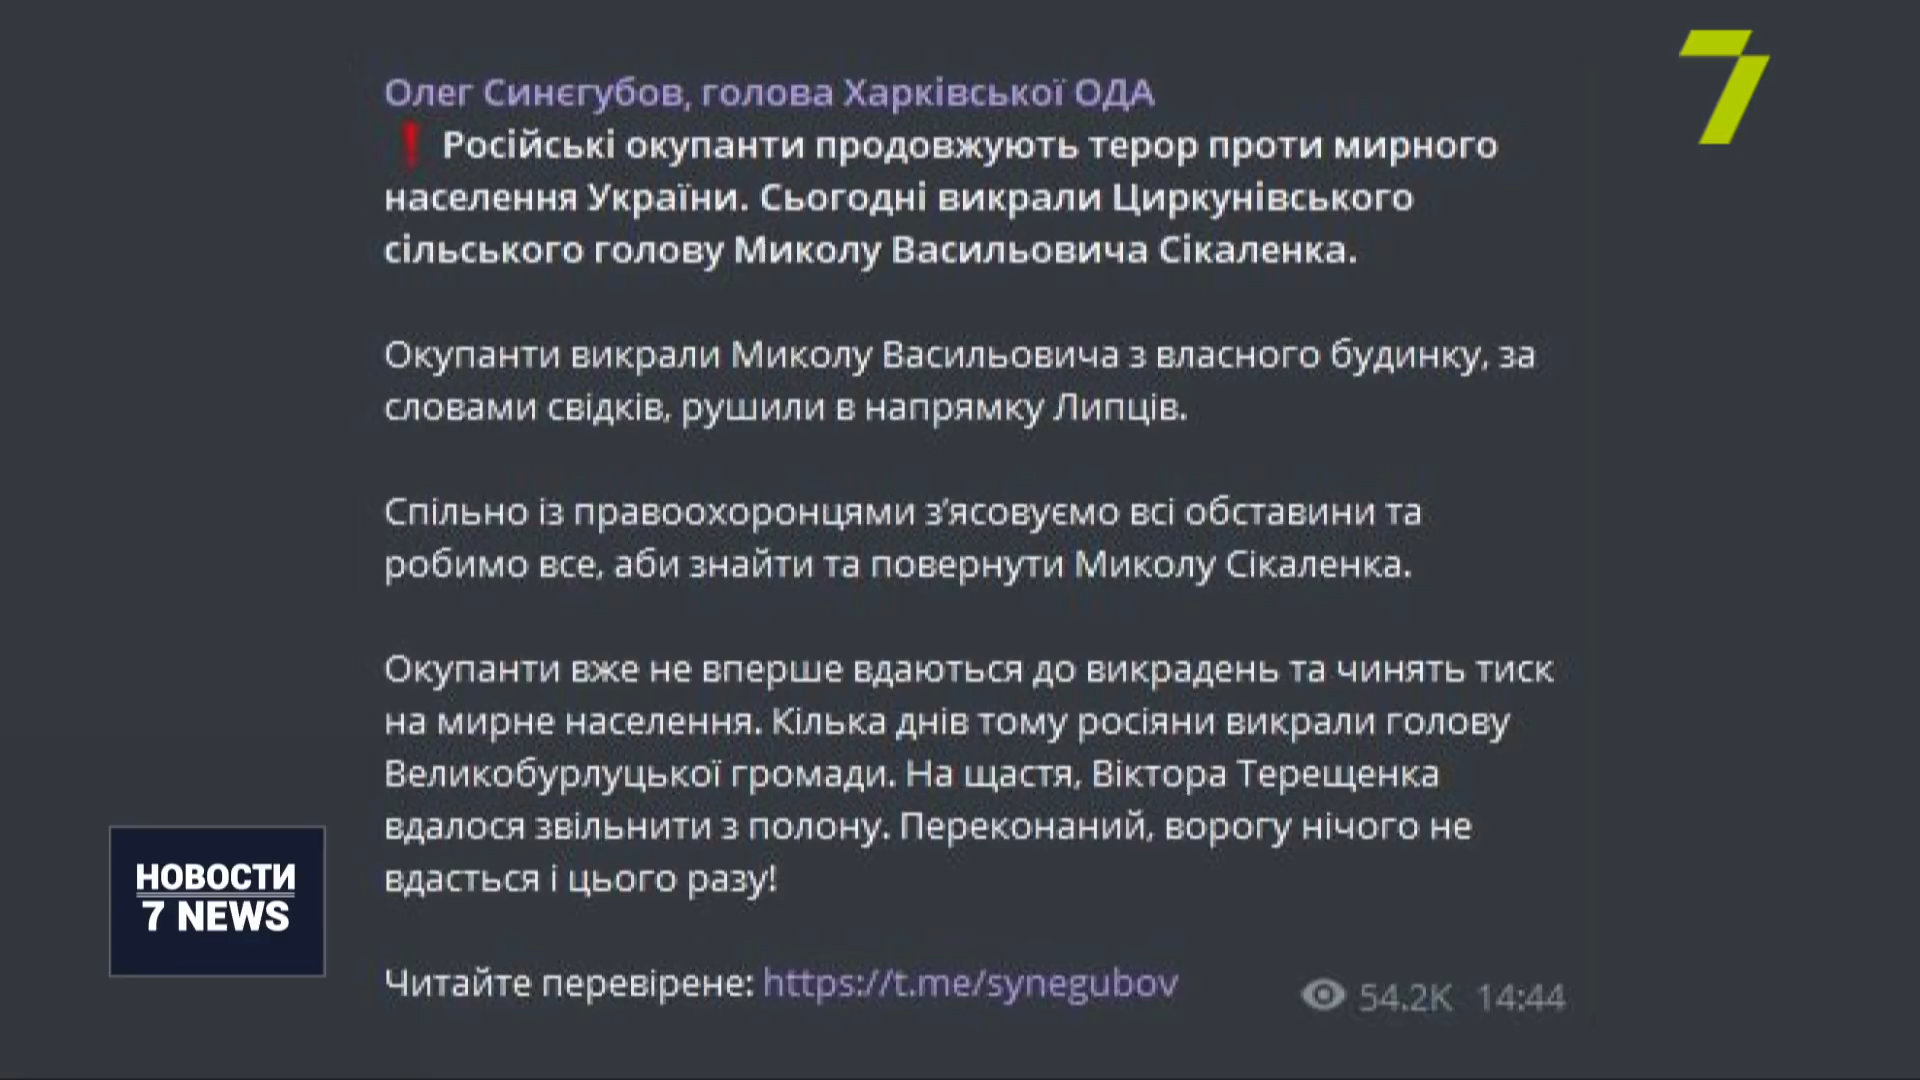 7
Олег Синєгубов, голова Харківської ОДА
❗ Російські окупанти продовжують терор проти мирного
населення України. Сьогодні викрали Циркунівського
сільського голову Миколу Васильовича Сікаленка.
Окупанти викрали Миколу Васильовича з власного будинку, за
словами свідків, рушили в напрямку Липців.
Спільно із правоохоронцями з’ясовуємо всі обставини та
робимо все, аби знайти та повернути Миколу Сікаленка.
Окупанти вже не вперше вдаються до викрадень та чинять тиск
на мирне населення. Кілька днів тому росіяни викрали голову
Великобурлуцької громади. На щастя, Віктора Терещенка
вдалося звільнити з полону. Переконаний, ворогу нічого не
вдасться і цього разу!
Читайте перевірене: https://t.me/synegubov
54.2K 14:44
НОВОСТИ
7 NEWS